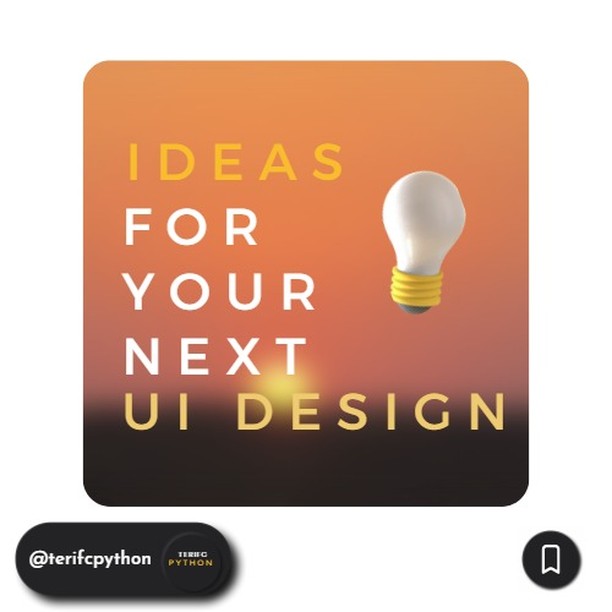 IDEAS
FOR
YOUR
NEXT
UI DESIGN
@terifcpython
TERIFC
PYTHON